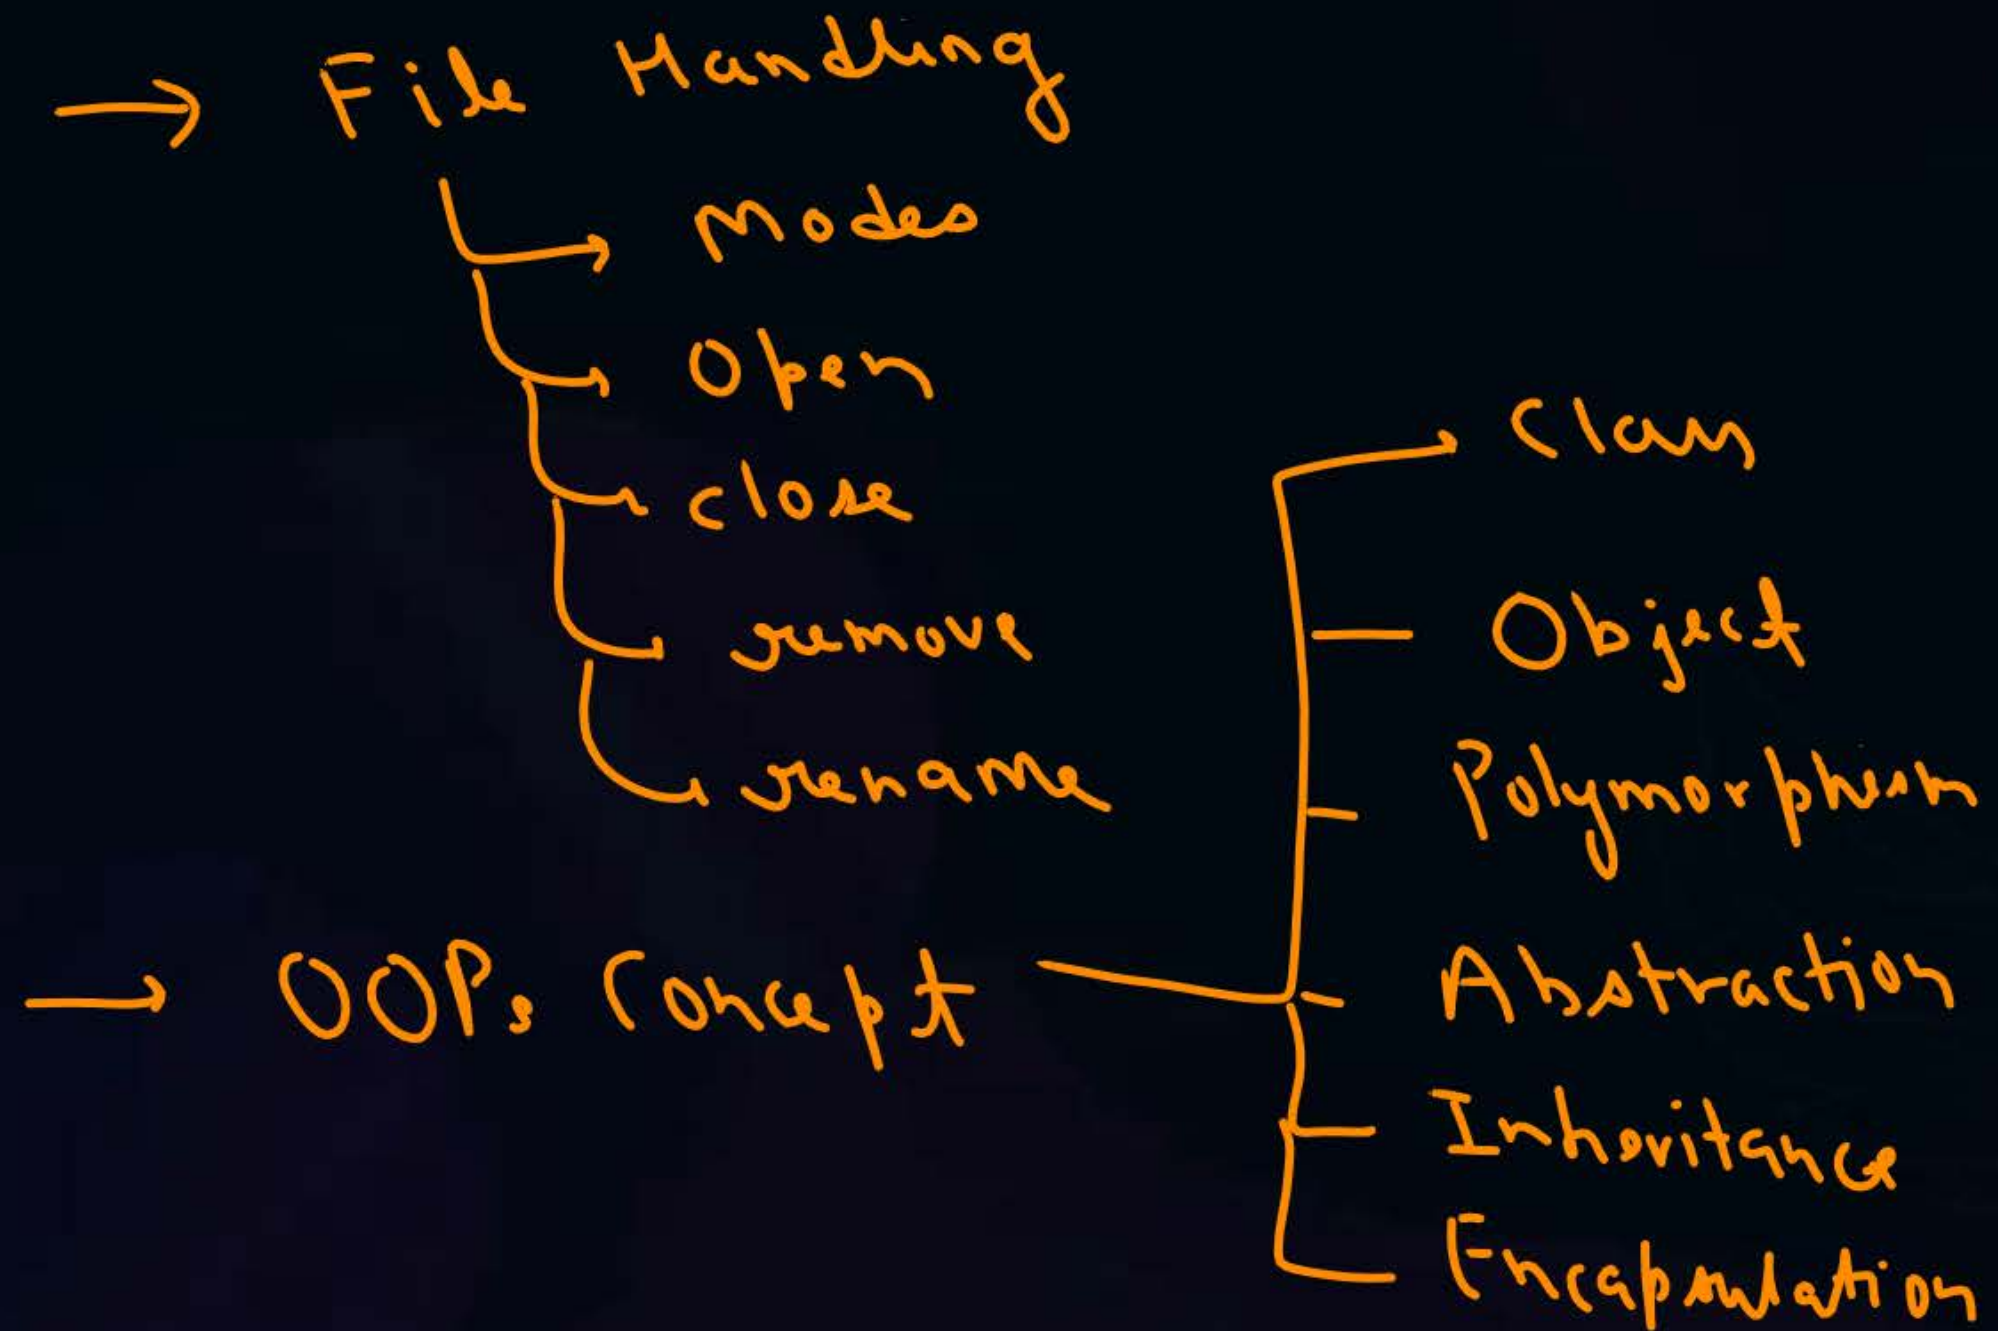 → File Handling
→ Modes
→ Open
→ close
→ remove
→ rename
→ OOPs Concept
→ Class
Object
Polymorphism
Abstraction
Inheritance
Encapsulation